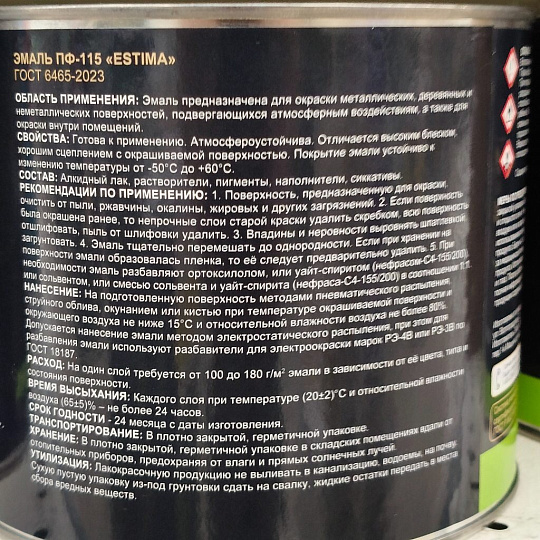 ЭМАЛЬ ПФ-115 «ESTIMA»
ГОСТ 6465-2023
ОБЛАСТЬ ПРИМЕНЕНИЯ: Эмаль предназначена для окраски металлических, деревянных и
неметаллических поверхностей, подвергающихся атмосферным воздействиям, а также для
окраски внутри помещений.
СВОЙСТВА: Готова к применению. Атмосфероустойчива. Отличается высоким блеском,
хорошим сцеплением с окрашиваемой поверхностью. Покрытие эмали устойчиво к
изменению температуры от -50°С до +60°С.
СОСТАВ: Алкидный лак, растворители, пигменты, наполнители, сиккативы.
РЕКОМЕНДАЦИИ ПО ПРИМЕНЕНИЮ: 1. Поверхность, предназначенную для окраски,
очистить от пыли, ржавчины, окалины, жировых и других загрязнений. 2. Если поверхность
была окрашена ранее, то непрочные слои старой краски удалить скребком, всю поверхность
отшлифовать, пыль от шлифовки удалить. 3. Впадины и неровности выровнять шпатлевкой,
загрунтовать. 4. Эмаль тщательно перемешать до однородности. Если при хранении на
поверхности эмали образовалась пленка, то её следует предварительно удалить. 5. При
необходимости эмаль разбавляют ортоксилолом, или уайт-спиритом (нефрасом-С4-155/200)
или сольвентом, или смесью сольвента и уайт-спирита (нефраса-С4-155/200) в соотношении 1:1.
НАНЕСЕНИЕ: На подготовленную поверхность методами пневматического распыления,
струйного облива, окунанием или кистью при температуре окрашиваемой поверхности и
окружающего воздуха не ниже 15°С и относительной влажности воздуха не более 80%.
Допускается нанесение эмали методом электростатического распыления, при этом для
разбавления эмали используют разбавители для электроокраски марок РЭ-4В или РЭ-3В по
ГОСТ 18187.
РАСХОД: На один слой требуется от 100 до 180 г/м² эмали в зависимости от её цвета, типа и
состояния поверхности.
ВРЕМЯ ВЫСЫХАНИЯ: Каждого слоя при температуре (20±2)°С и относительной влажности
воздуха (65±5)% – не более 24 часов.
СРОК ГОДНОСТИ - 24 месяца с даты изготовления.
ТРАНСПОРТИРОВАНИЕ: В плотно закрытой, герметичной упаковке.
ХРАНЕНИЕ: В плотно закрытой, герметичной упаковке в складских помещениях вдали от
отопительных приборов, предохраняя от влаги и прямых солнечных лучей.
УТИЛИЗАЦИЯ: Лакокрасочную продукцию не выливать в канализацию, водоемы, на почву.
Сухую пустую упаковку из-под грунтовки сдать на свалку, жидкие остатки передать в места
сбора вредных веществ.